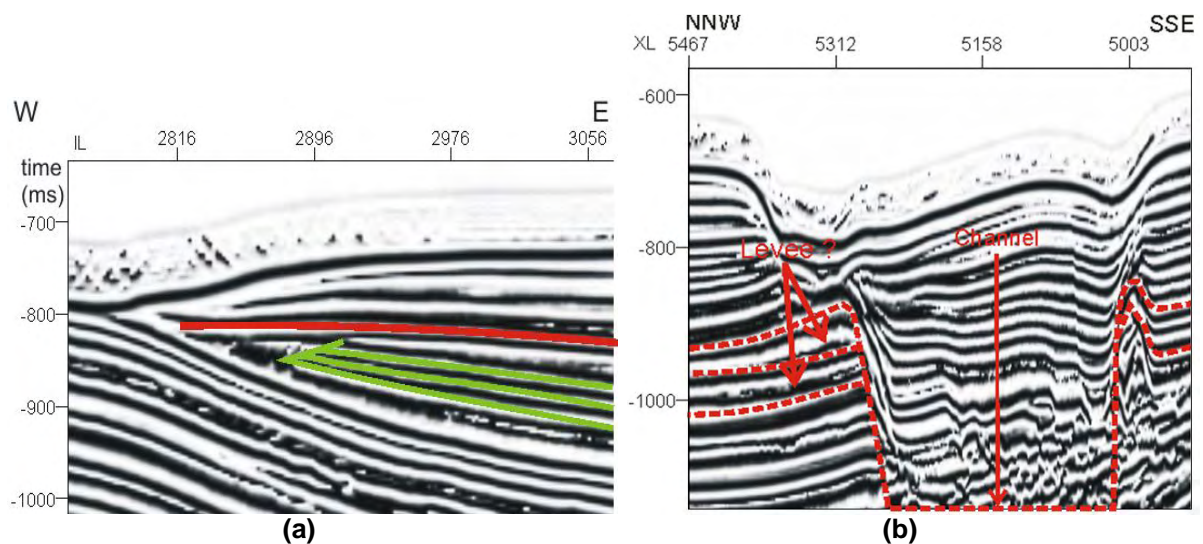 W E
IL 2816 2896 2976 3056
time
(ms)
-700
-800
-900
-1000
(a)
NNW SSE
XL 5467 5312 5158 5003
-600
-800
-1000
Levee ?
Channel
(b)